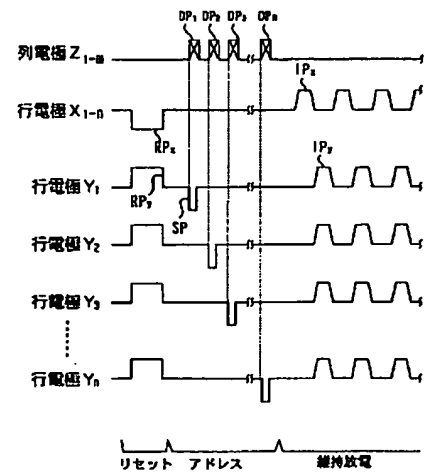 DP₁ DP₂ DP₃ DPₙ
列電極 Z₁₋ₘ
行電極 X₁₋ₙ
IPₓ
RPₓ
行電極 Y₁
IPᵧ
RPᵧ
SP
行電極 Y₂
行電極 Y₃
行電極 Yₙ
リセット アドレス 維持放電